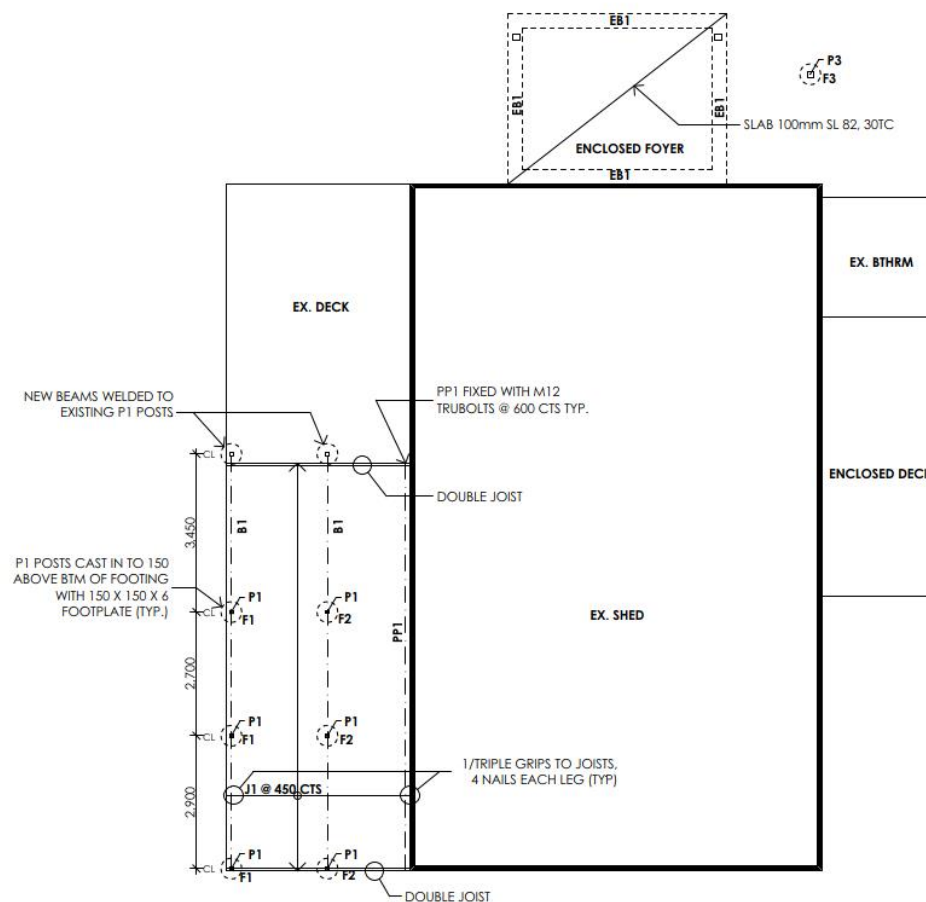 EB1
P3
F3
EB1
EB1
SLAB 100mm SL 82, 30TC
ENCLOSED FOYER
EB1
EX. BTHRM
EX. DECK
NEW BEAMS WELDED TO
EXISTING P1 POSTS
PP1 FIXED WITH M12
TRUBOLTS @ 600 CTS TYP.
CL
ENCLOSED DECK
DOUBLE JOIST
3.450
B1
B1
P1 POSTS CAST IN TO 150
ABOVE BTM OF FOOTING
WITH 150 X 150 X 6
FOOTPLATE (TYP.)
P1
P1
CL
F1
F2
EX. SHED
PP1
2.700
P1
P1
CL
F1
F2
1/TRIPLE GRIPS TO JOISTS,
4 NAILS EACH LEG (TYP)
J1 @ 450 CTS
2.900
P1
P1
CL
F1
F2
DOUBLE JOIST